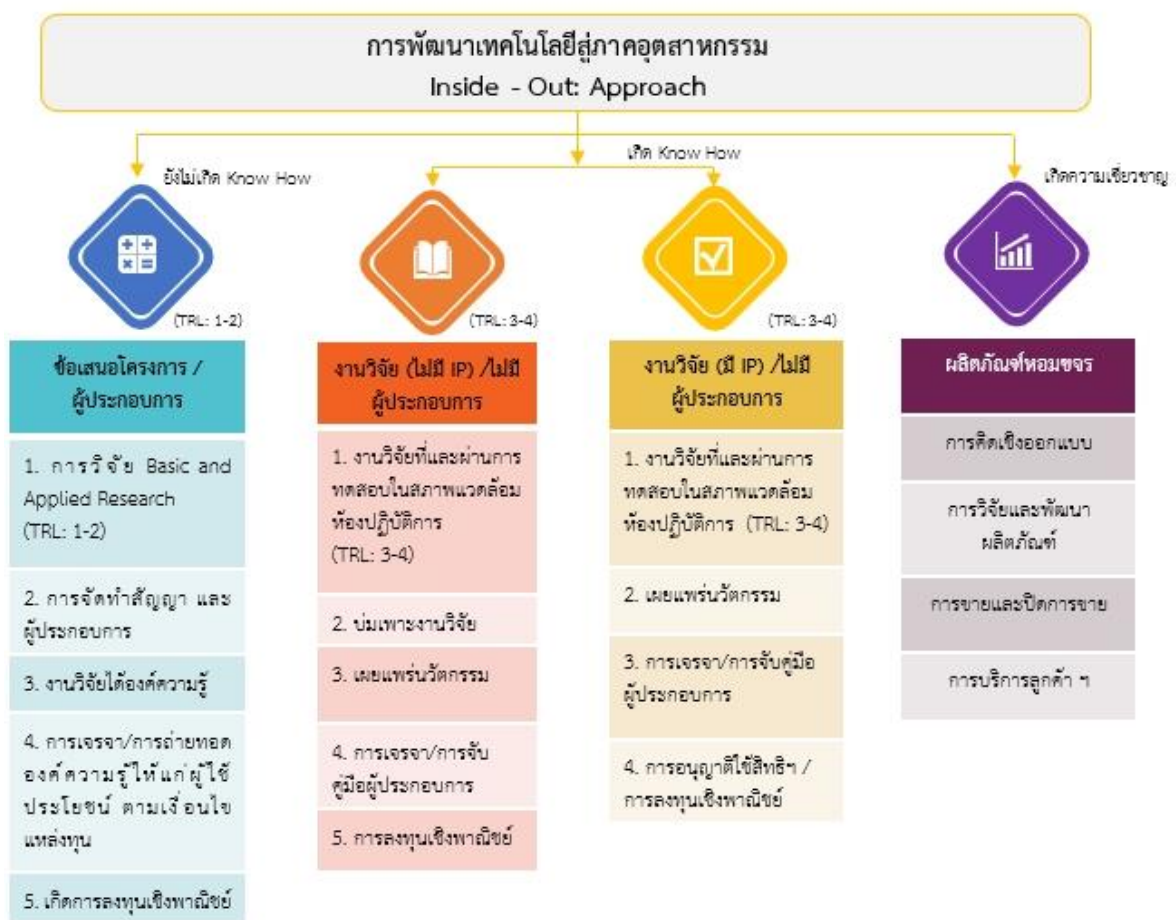 การพัฒนาเทคโนโลยีสู่ภาคอุตสาหกรรม
Inside - Out: Approach
ยังไม่เกิด Know How
เกิด Know How
เกิดความเชี่ยวชาญ
(TRL: 1-2)
(TRL: 3-4)
(TRL: 3-4)
ข้อเสนอโครงการ /
ผู้ประกอบการ
1. การวิจัย Basic and
Applied Research
(TRL: 1-2)
2. การจัดทำสัญญา และ
ผู้ประกอบการ
3. งานวิจัยได้องค์ความรู้
4. การเจรจา/การถ่ายทอด
องค์ความรู้ให้แก่ผู้ใช้
ประโยชน์ ตามเงื่อนไข
แหล่งทุน
5. เกิดการลงทุนเชิงพาณิชย์
งานวิจัย (ไม่มี IP) /ไม่มี
ผู้ประกอบการ
1. งานวิจัยที่และผ่านการ
ทดสอบในสภาพแวดล้อม
ห้องปฏิบัติการ
(TRL: 3-4)
2. บ่มเพาะงานวิจัย
3. เผยแพร่นวัตกรรม
4. การเจรจา/การจับ
คู่มือผู้ประกอบการ
5. การลงทุนเชิงพาณิชย์
งานวิจัย (มี IP) /ไม่มี
ผู้ประกอบการ
1. งานวิจัยที่และผ่านการ
ทดสอบในสภาพแวดล้อม
ห้องปฏิบัติการ (TRL: 3-4)
2. เผยแพร่นวัตกรรม
3. การเจรจา/การจับคู่มือ
ผู้ประกอบการ
4. การอนุญาติใช้สิทธิฯ /
การลงทุนเชิงพาณิชย์
ผลิตภัณฑ์หอมขจร
การคิดเชิงออกแบบ
การวิจัยและพัฒนา
ผลิตภัณฑ์
การขายและปิดการขาย
การบริการลูกค้า ฯ